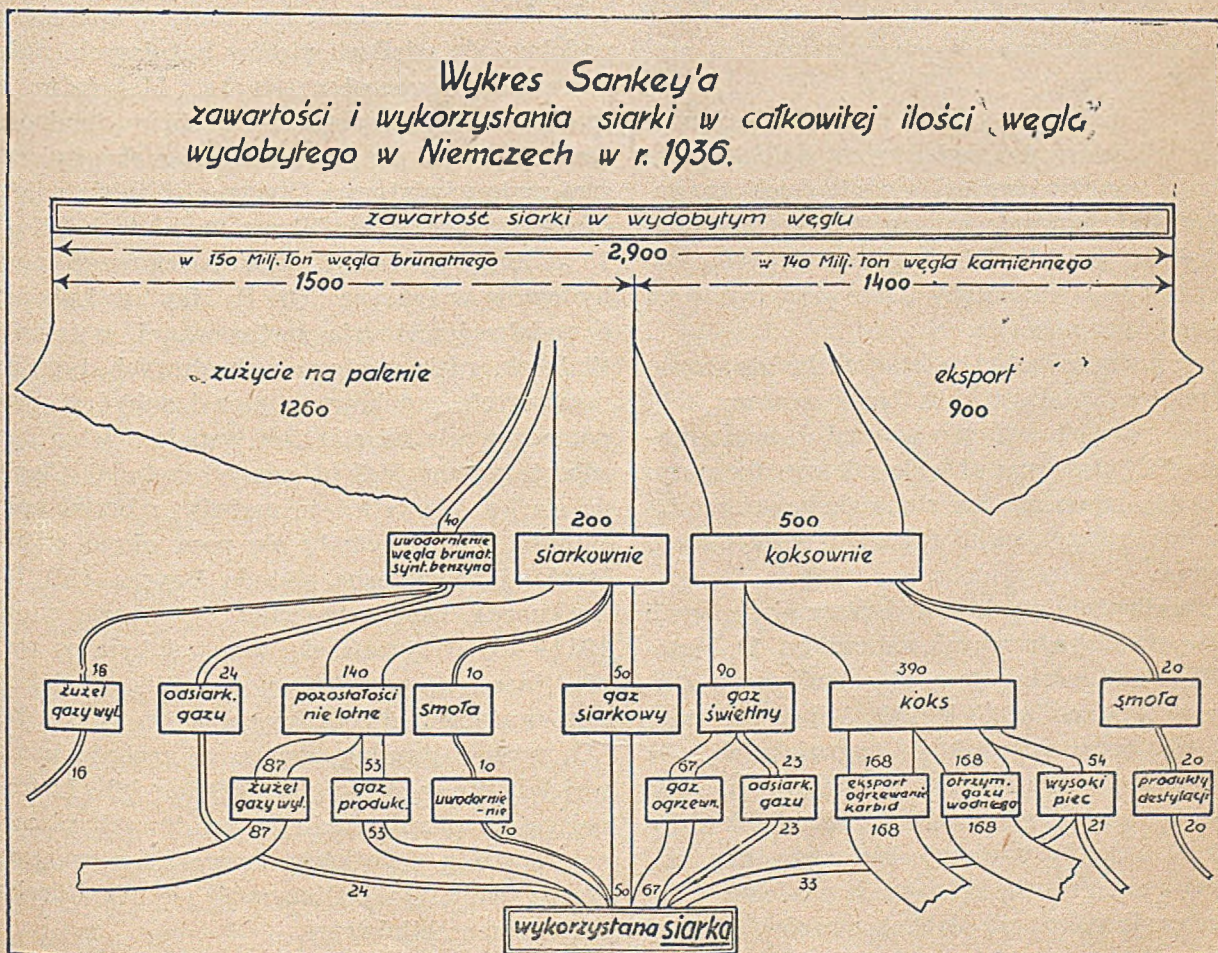 Wykres Sankey'a
zawartości i wykorzystania siarki w całkowitej ilości węgla
wydobytego w Niemczech w r. 1936.
zawartość siarki w wydobytym węglu
2,900
w 150 Milj. ton węgla brunatnego
w 140 Milj. ton węgla kamiennego
1500
1400
zużycie na palenie
1260
eksport
900
40
200
500
uwodornienie
węgla brunat.
synt. benzyna
siarkownie
koksownie
16
24
140
10
50
90
390
20
żużel
gazy wyl.
odsiark.
gazu
pozostałości
nie lotne
smoła
gaz
siarkowy
gaz
świetlny
koks
smoła
16
87
53
10
67
23
168
168
54
20
żużel
gazy wyl.
gaz
produkc.
uwodornie
-nie
gaz
ogrzewn.
odsiark.
gazu
eksport
ogrzewanie
karbid
otrzym.
gazu
wodnego
wysoki
piec
produkty
destylacji
87
53
10
23
168
168
21
20
24
50
67
33
wykorzystana siarka